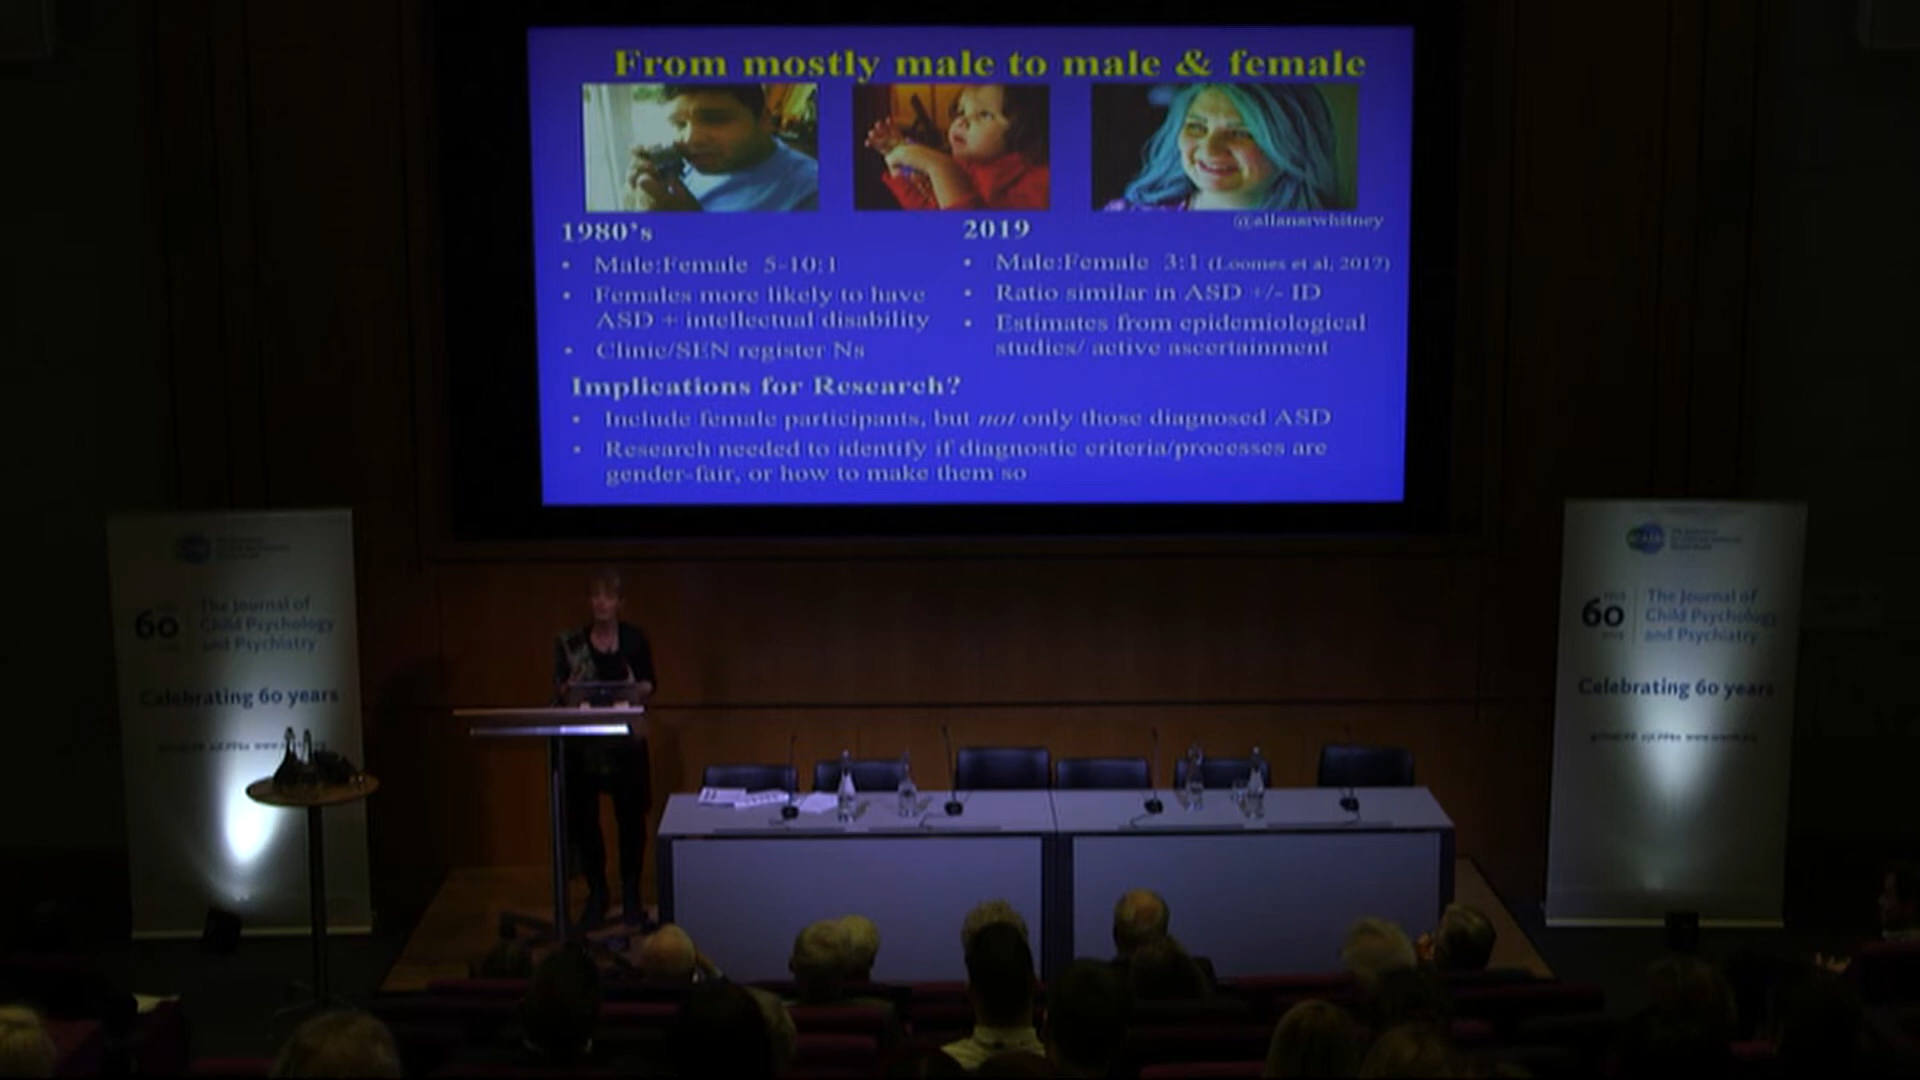 From mostly male to male & female
@allanarwhitney
1980's
• Male:Female 5-10:1
• Females more likely to have
ASD + intellectual disability
• Clinic/SEN register Ns
2019
• Male:Female 3:1 (Loomes et al, 2017)
• Ratio similar in ASD +/- ID
• Estimates from epidemiological
studies/ active ascertainment
Implications for Research?
• Include female participants, but not only those diagnosed ASD
• Research needed to identify if diagnostic criteria/processes are
gender-fair, or how to make them so
60
The Journal of
Child Psychology
and Psychiatry
Celebrating 60 years
60
The Journal of
Child Psychology
and Psychiatry
Celebrating 60 years